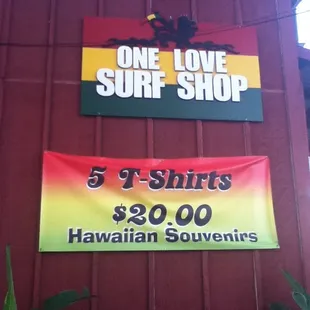 ONE LOVE
SURF SHOP
5 T-Shirts
$20.00
Hawaiian Souvenirs